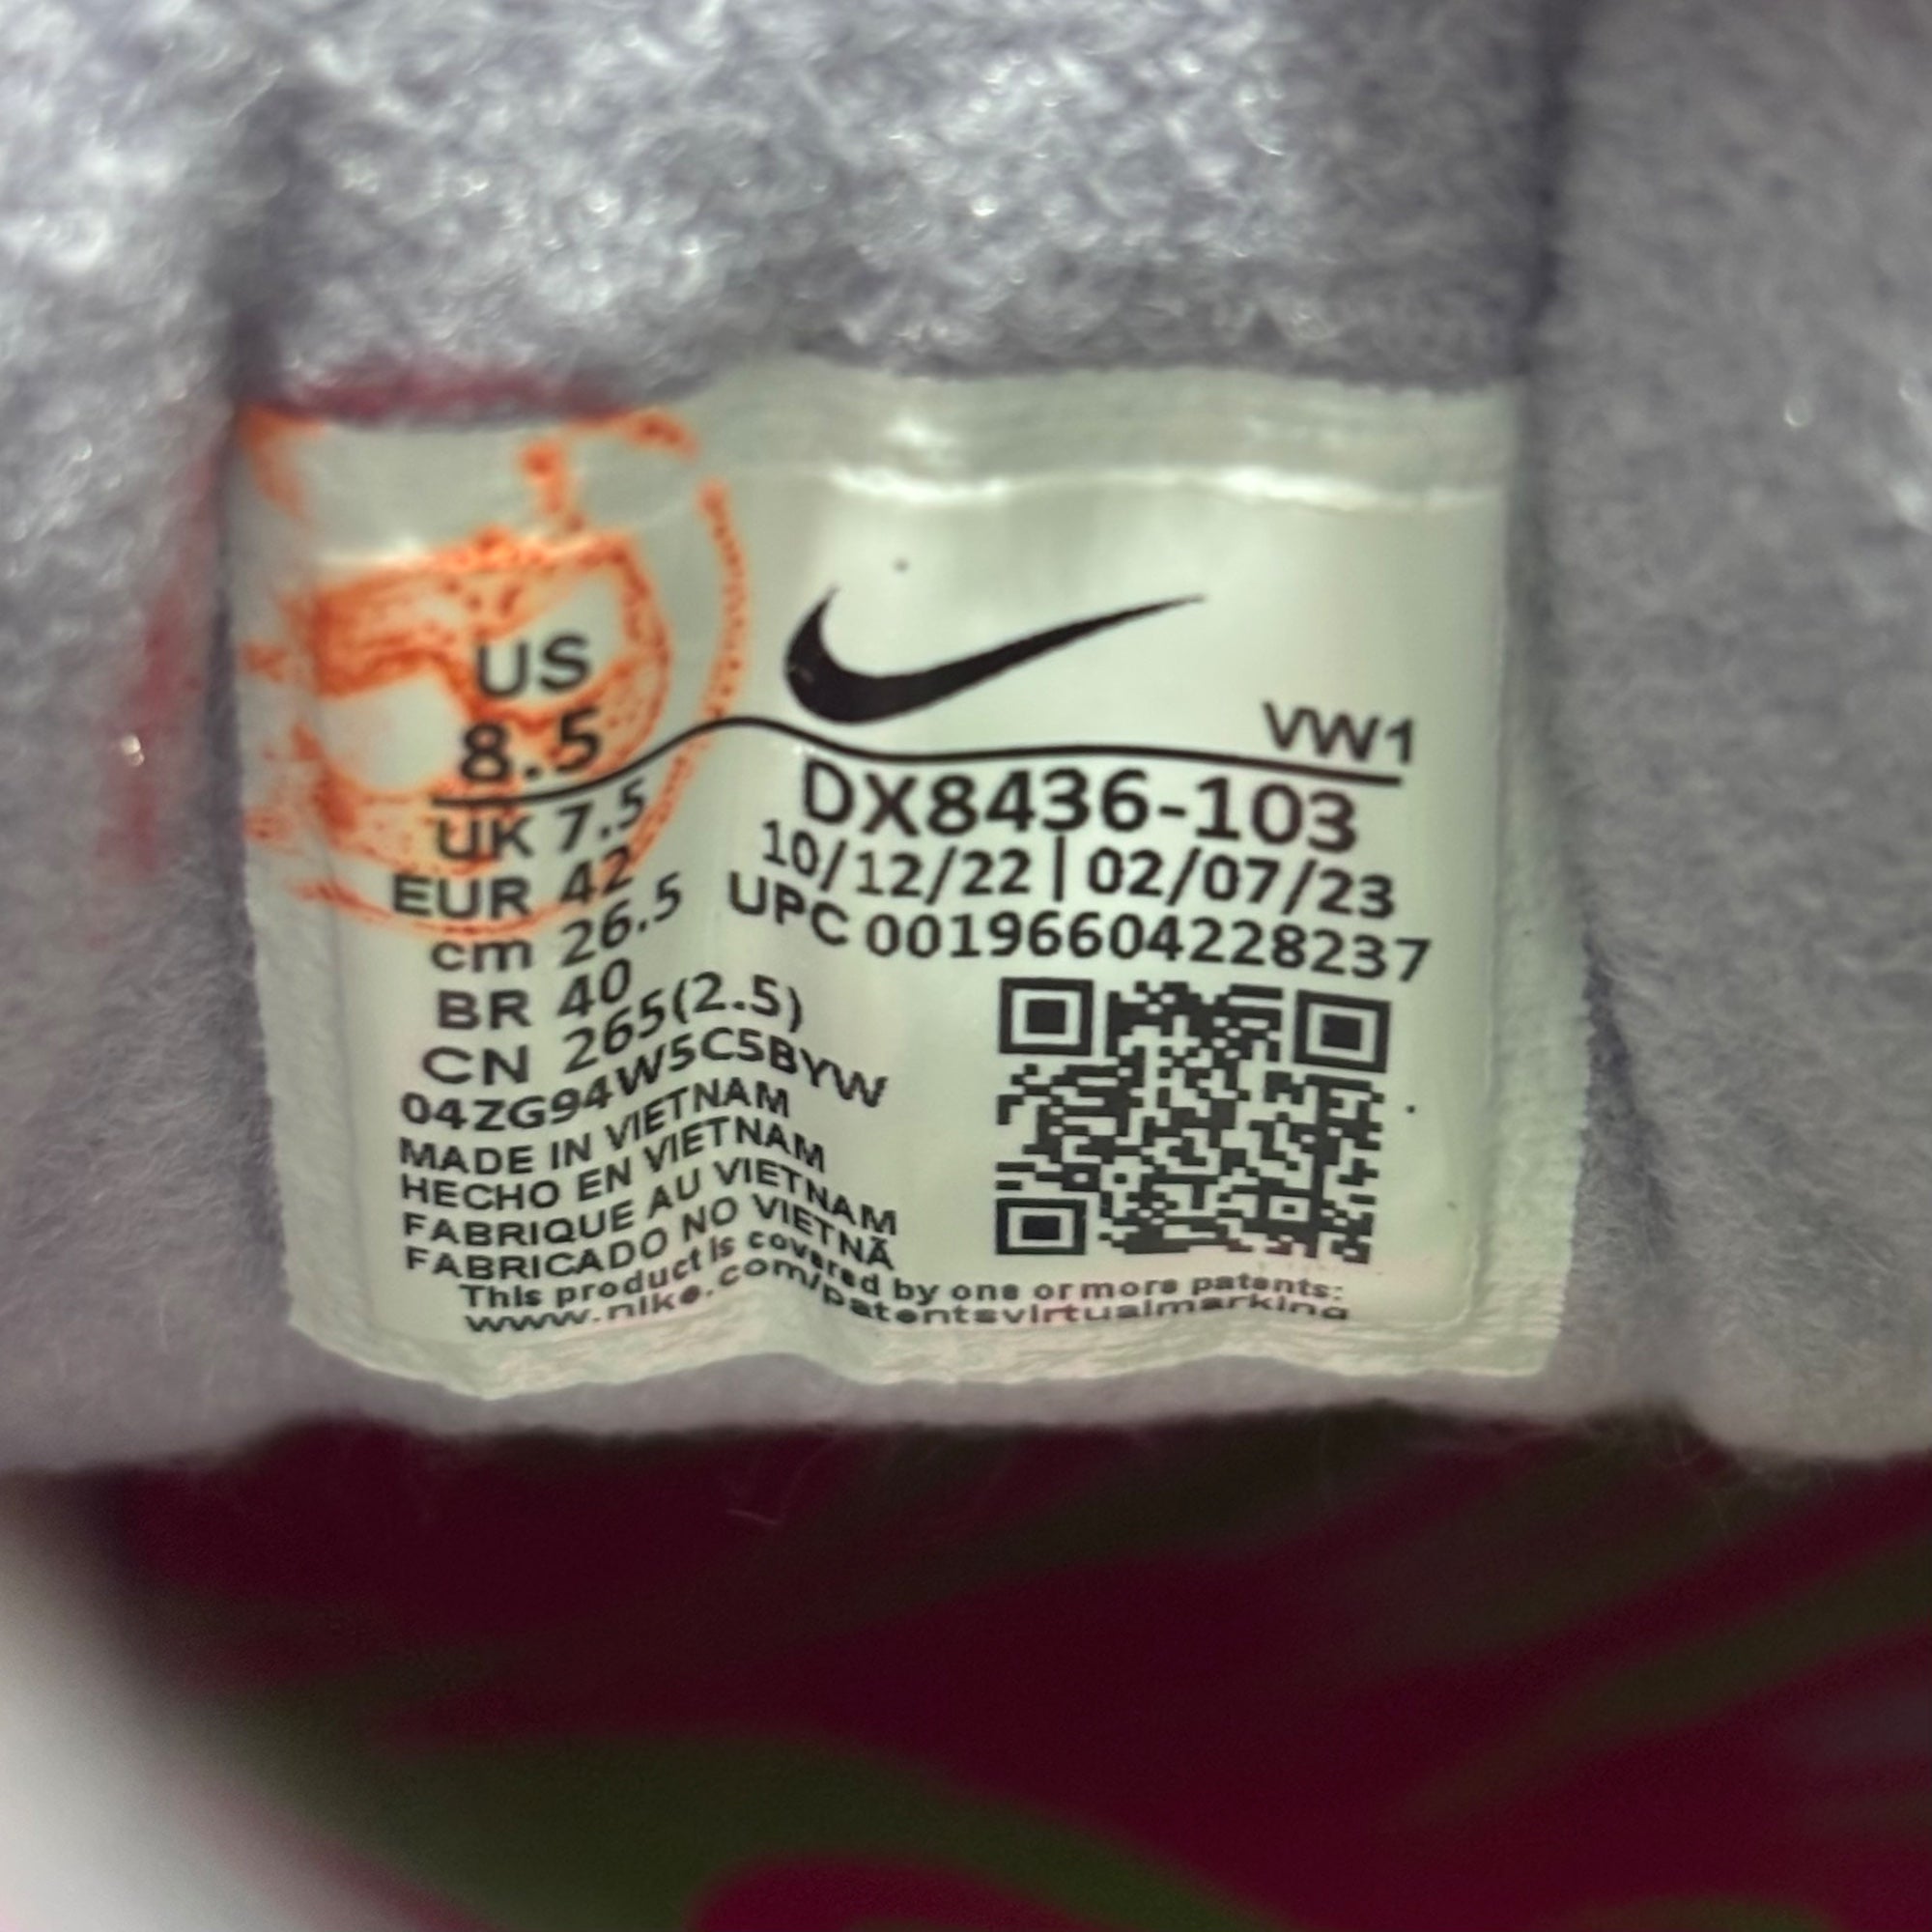 US
8.5
UK 7.5
EUR 42
cm 26.5
BR 40
CN 265(2.5)
04ZG94W5C5BYW
MADE IN VIETNAM
HECHO EN VIETNAM
FABRIQUE AU VIETNAM
FABRICADO NO VIETNÃ
VW1
DX8436-103
10/12/22 | 02/07/23
UPC 00196604228237
This product is covered by one or more patents:
www.nike.com/patentsvirtualmarking